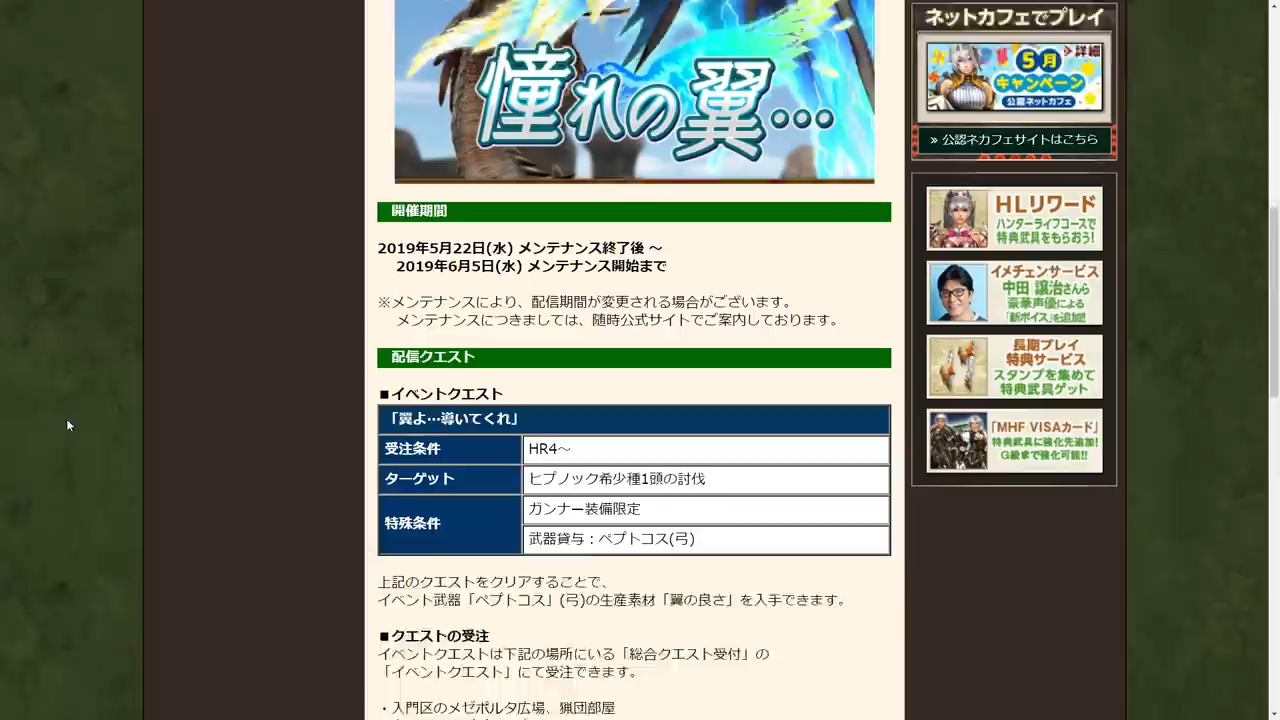 憧れの翼…
開催期間
2019年5月22日(水) メンテナンス終了後 ～
2019年6月5日(水) メンテナンス開始まで
※メンテナンスにより、配信期間が変更される場合がございます。
メンテナンスにつきましては、随時公式サイトでご案内しております。
配信クエスト
■イベントクエスト
「翼よ…導いてくれ」
受注条件
HR4～
ターゲット
ヒプノック希少種1頭の討伐
特殊条件
ガンナー装備限定
武器貸与：ペプトコス(弓)
上記のクエストをクリアすることで、
イベント武器「ペプトコス」(弓)の生産素材「翼の良さ」を入手できます。
■クエストの受注
イベントクエストは下記の場所にいる「総合クエスト受付」の
「イベントクエスト」にて受注できます。
・入門区のメゼポルタ広場、猟団部屋
ネットカフェでプレイ
詳細
5月
キャンペーン
公認ネットカフェ
» 公認ネカフェサイトはこちら
HLリワード
ハンターライフコースで
特典武具をもらおう!
イメチェンサービス
中田 譲治さんら
豪華声優による
「新ボイス」を追加!!
長期プレイ
特典サービス
スタンプを集めて
特典武具ゲット
「MHF VISAカード」
特典武具に強化先追加!
G級まで強化可能!!